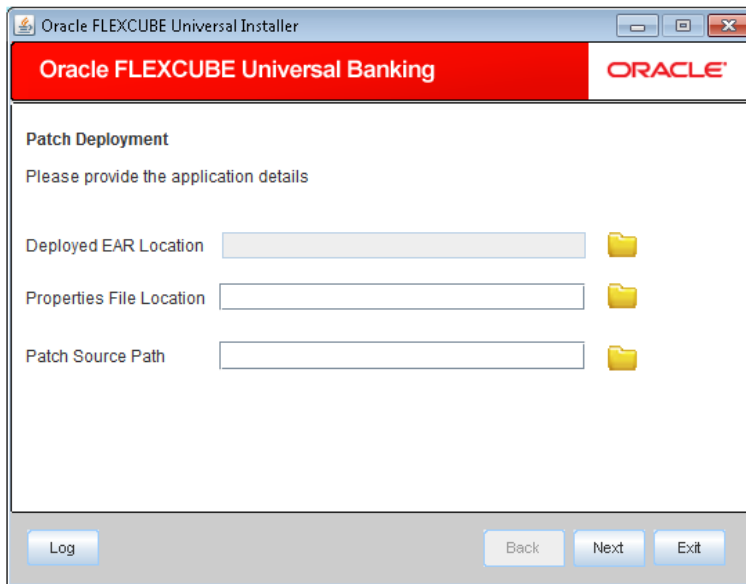 Oracle FLEXCUBE Universal Installer
Oracle FLEXCUBE Universal Banking
ORACLE
Patch Deployment
Please provide the application details
Deployed EAR Location
Properties File Location
Patch Source Path
Log
Back
Next
Exit